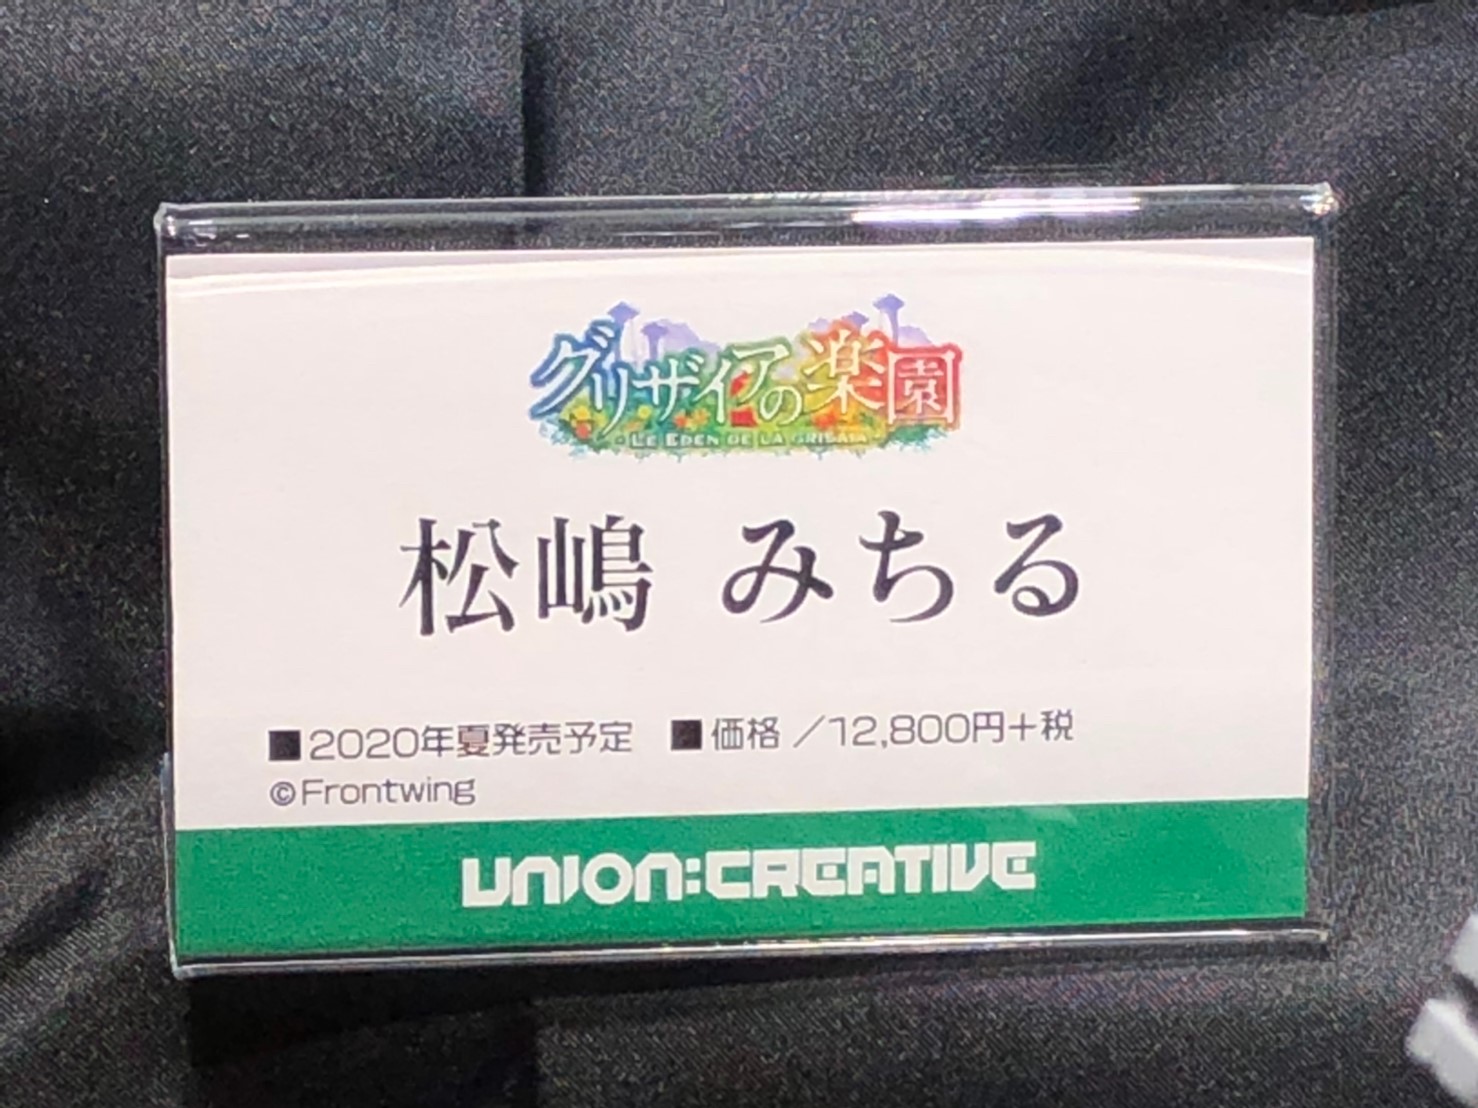 グリザイアの楽園
LE EDEN DE LA GRISAIA
松嶋 みちる
■2020年夏発売予定 ■価格／12,800円＋税
©Frontwing
UNION:CREATIVE